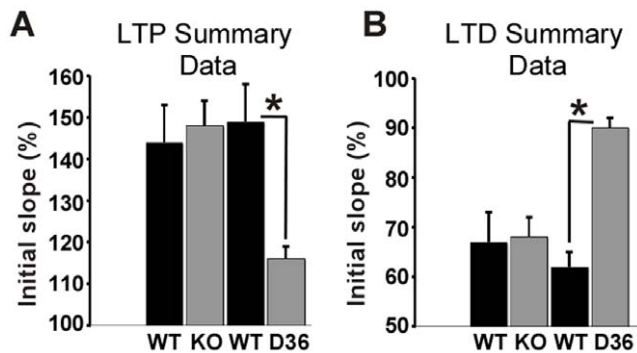 A
LTP Summary
Data
Initial slope (%)
160
150
140
130
120
110
100
*
WT KO WT D36
B
LTD Summary
Data
Initial slope (%)
100
90
80
70
60
50
*
WT KO WT D36